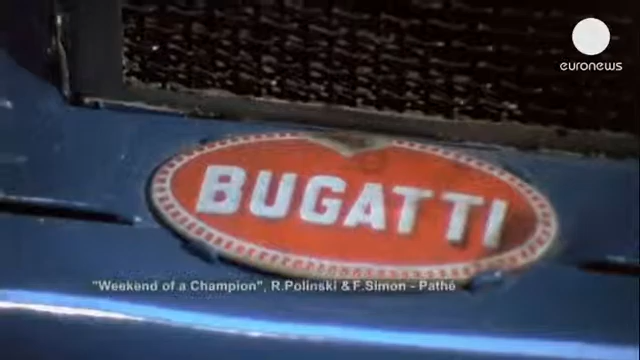 euronews
BUGATTI
"Weekend of a Champion", R.Polinski & F.Simon - Pathé